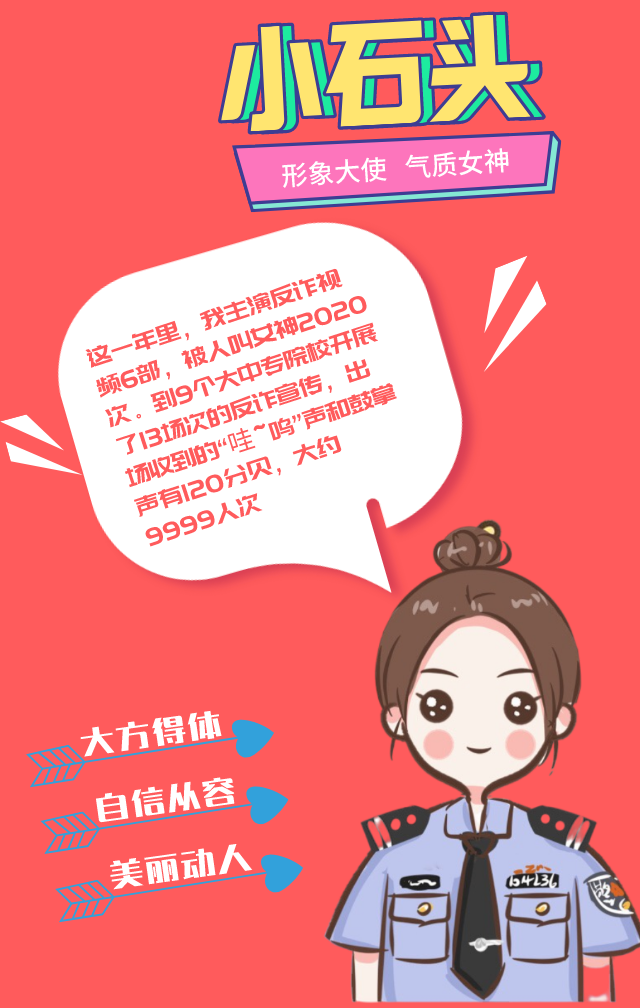 小石头
形象大使 气质女神
这一年里，我主演反诈视
频6部，被人叫女神2020
次。到9个大中专院校开展
了13场次的反诈宣传，出
场收到的“哇~呜”声和鼓掌
声有120分贝，大约
9999人次
大方得体
自信从容
美丽动人